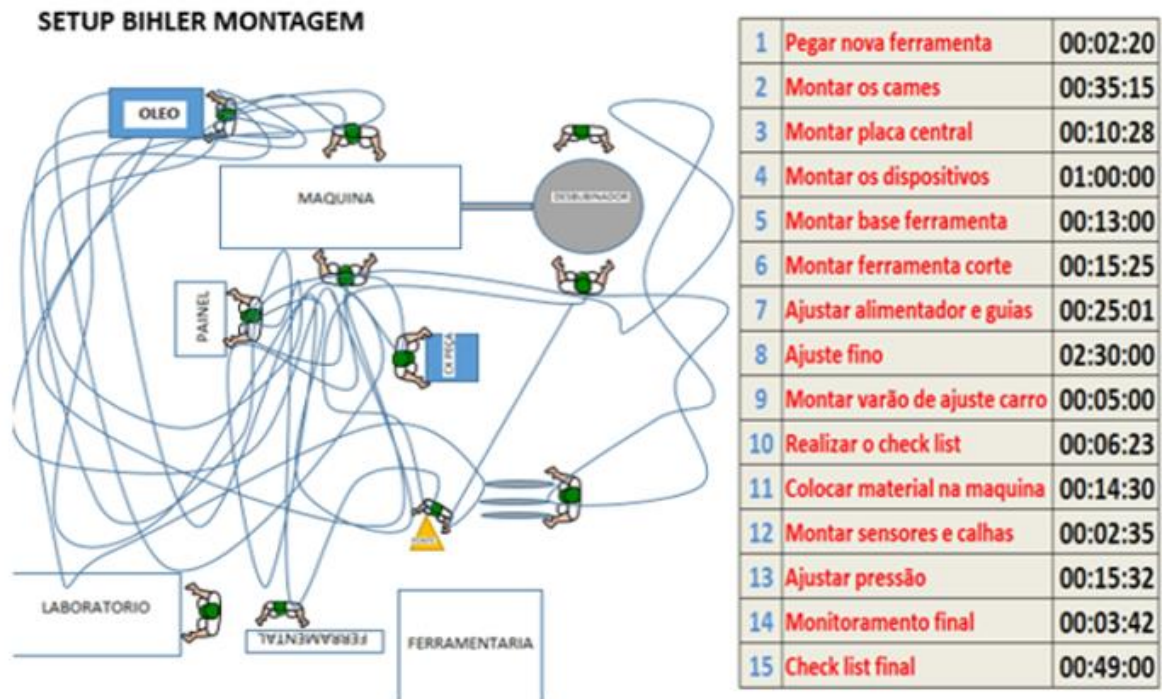 SETUP BIHLER MONTAGEM
OLEO
MAQUINA
DESBUBINADOR
PAINEL
CX PEÇA
LABORATORIO
FERRAMENTAL
FERRAMENTARIA
1 Pegar nova ferramenta 00:02:20
2 Montar os cames 00:35:15
3 Montar placa central 00:10:28
4 Montar os dispositivos 01:00:00
5 Montar base ferramenta 00:13:00
6 Montar ferramenta corte 00:15:25
7 Ajustar alimentador e guias 00:25:01
8 Ajuste fino 02:30:00
9 Montar varão de ajuste carro 00:05:00
10 Realizar o check list 00:06:23
11 Colocar material na maquina 00:14:30
12 Montar sensores e calhas 00:02:35
13 Ajustar pressão 00:15:32
14 Monitoramento final 00:03:42
15 Check list final 00:49:00